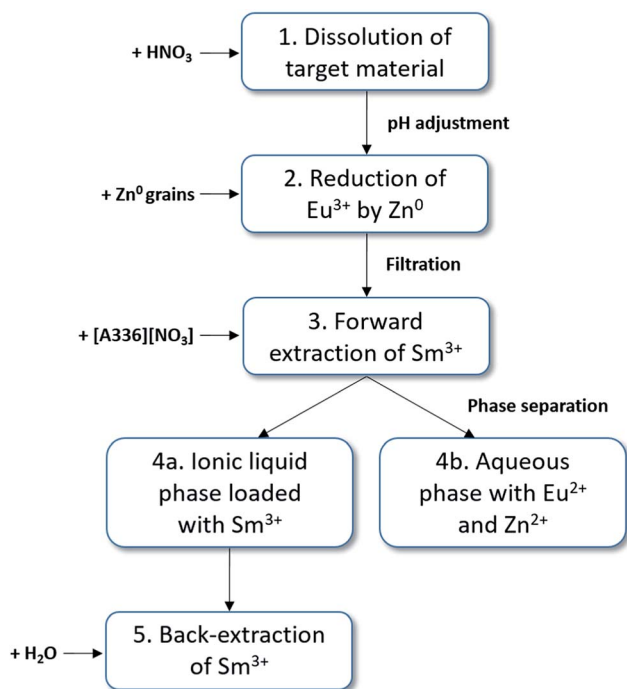 + HNO₃
1. Dissolution of
target material
pH adjustment
+ Zn⁰ grains
2. Reduction of
Eu³⁺ by Zn⁰
Filtration
+ [A336][NO₃]
3. Forward
extraction of Sm³⁺
Phase separation
4a. Ionic liquid
phase loaded
with Sm³⁺
4b. Aqueous
phase with Eu²⁺
and Zn²⁺
+ H₂O
5. Back-extraction
of Sm³⁺